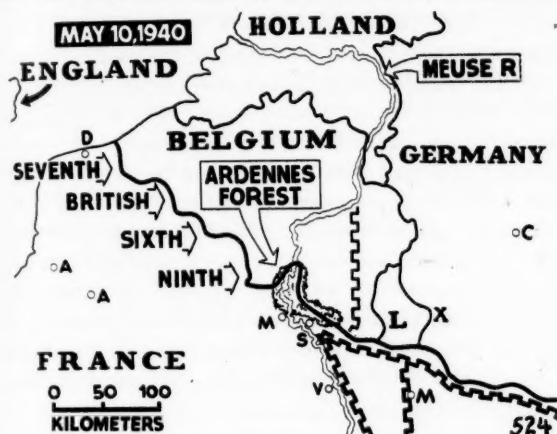 MAY 10,1940
HOLLAND
ENGLAND
MEUSE R
D
BELGIUM
SEVENTH
ARDENNES
FOREST
GERMANY
BRITISH
SIXTH
C
NINTH
A
A
M
L
X
S
FRANCE
0 50 100
KILOMETERS
V
M
524